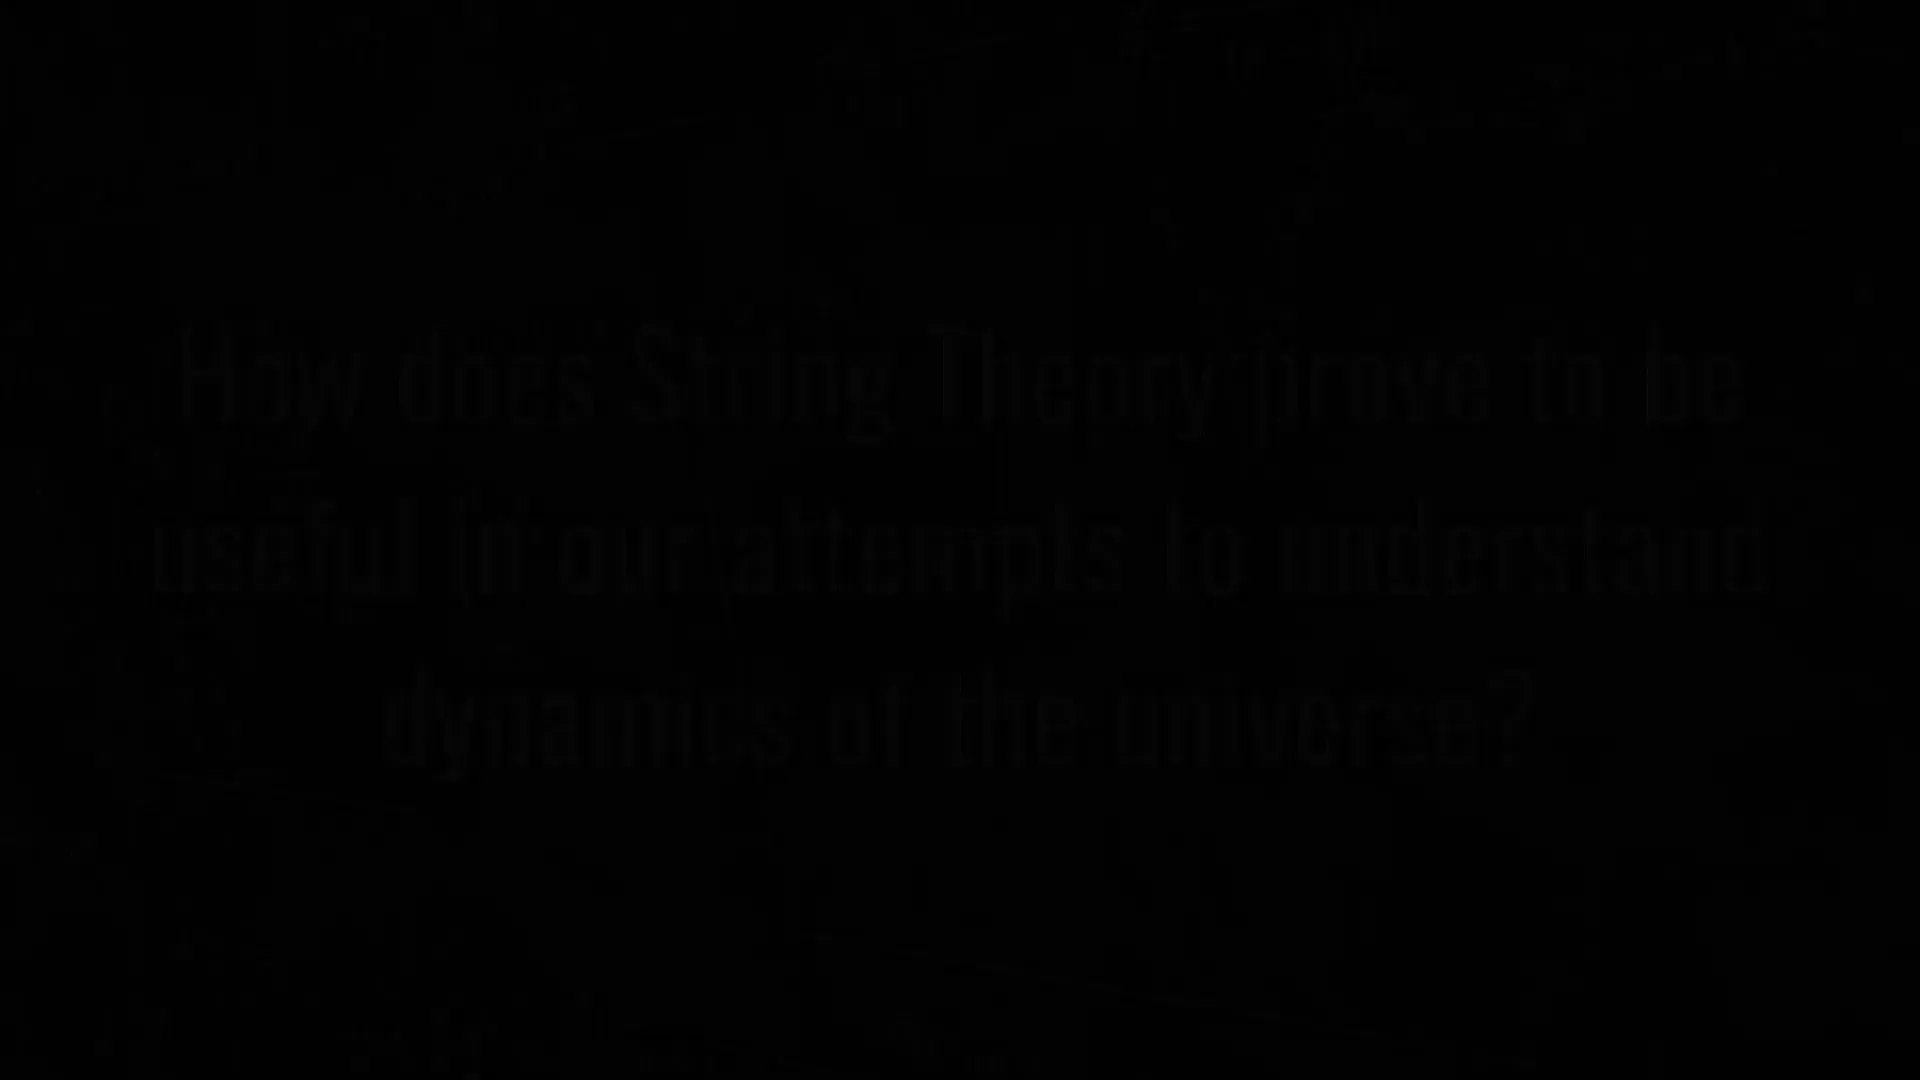 How does String Theory prove to be
useful in our attempts to understand
dynamics of the universe?